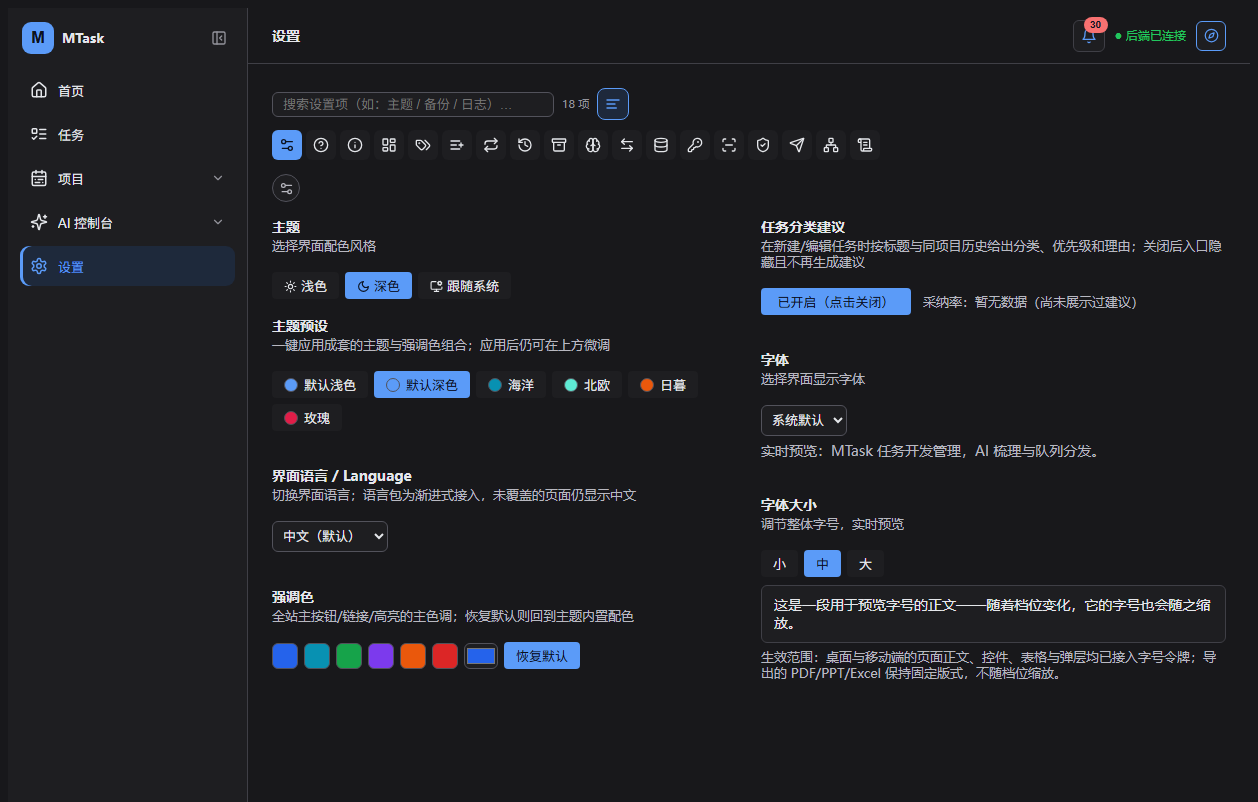 M MTask
首页
任务
项目
AI 控制台
设置
设置
30
后端已连接
搜索设置项（如：主题 / 备份 / 日志）...
18 项
主题
选择界面配色风格
浅色 深色 跟随系统
主题预设
一键应用成套的主题与强调色组合；应用后仍可在上方微调
默认浅色 默认深色 海洋 北欧 日暮
玫瑰
界面语言 / Language
切换界面语言；语言包为渐进式接入，未覆盖的页面仍显示中文
中文（默认）
强调色
全站主按钮/链接/高亮的主色调；恢复默认则回到主题内置配色
恢复默认
任务分类建议
在新建/编辑任务时按标题与同项目历史给出分类、优先级和理由；关闭后入口隐
藏且不再生成建议
已开启（点击关闭） 采纳率：暂无数据（尚未展示过建议）
字体
选择界面显示字体
系统默认
实时预览：MTask 任务开发管理，AI 梳理与队列分发。
字体大小
调节整体字号，实时预览
小 中 大
这是一段用于预览字号的正文——随着档位变化，它的字号也会随之缩
放。
生效范围：桌面与移动端的页面正文、控件、表格与弹层均已接入字号令牌；导
出的 PDF/PPT/Excel 保持固定版式，不随档位缩放。